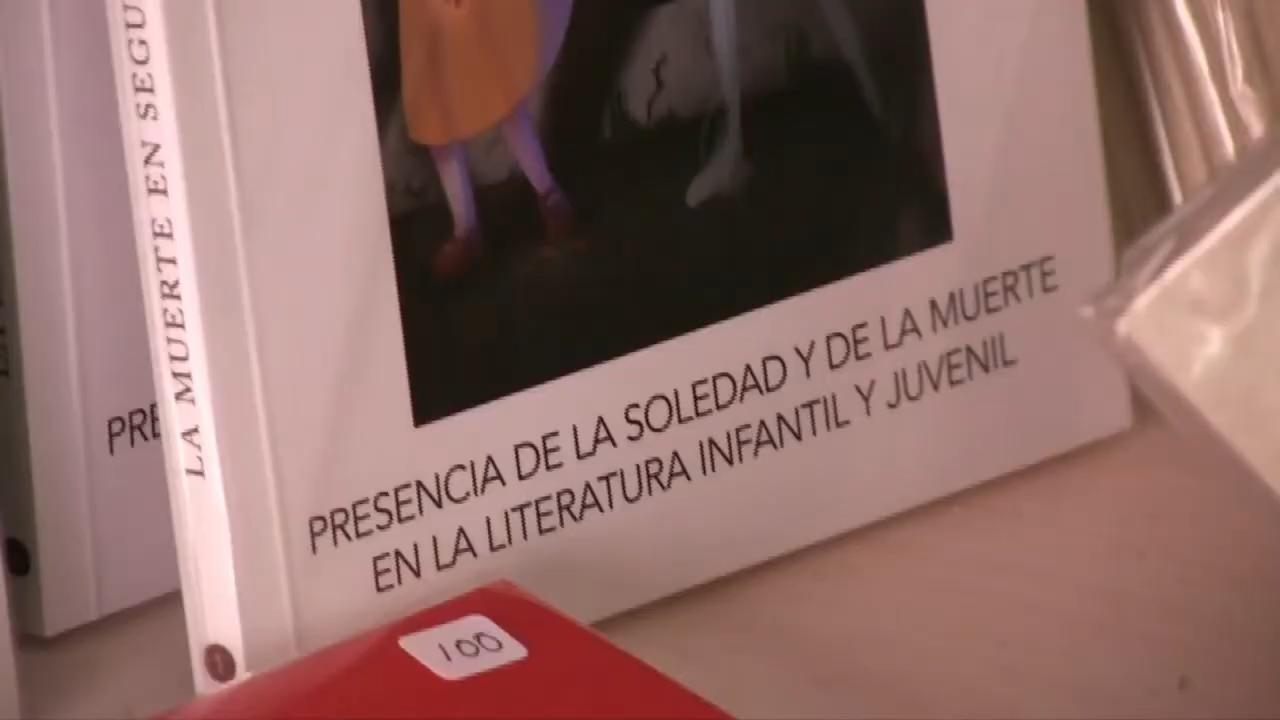 LA MUERTE EN SEGU
PRE
PRESENCIA DE LA SOLEDAD Y DE LA MUERTE
EN LA LITERATURA INFANTIL Y JUVENIL
100